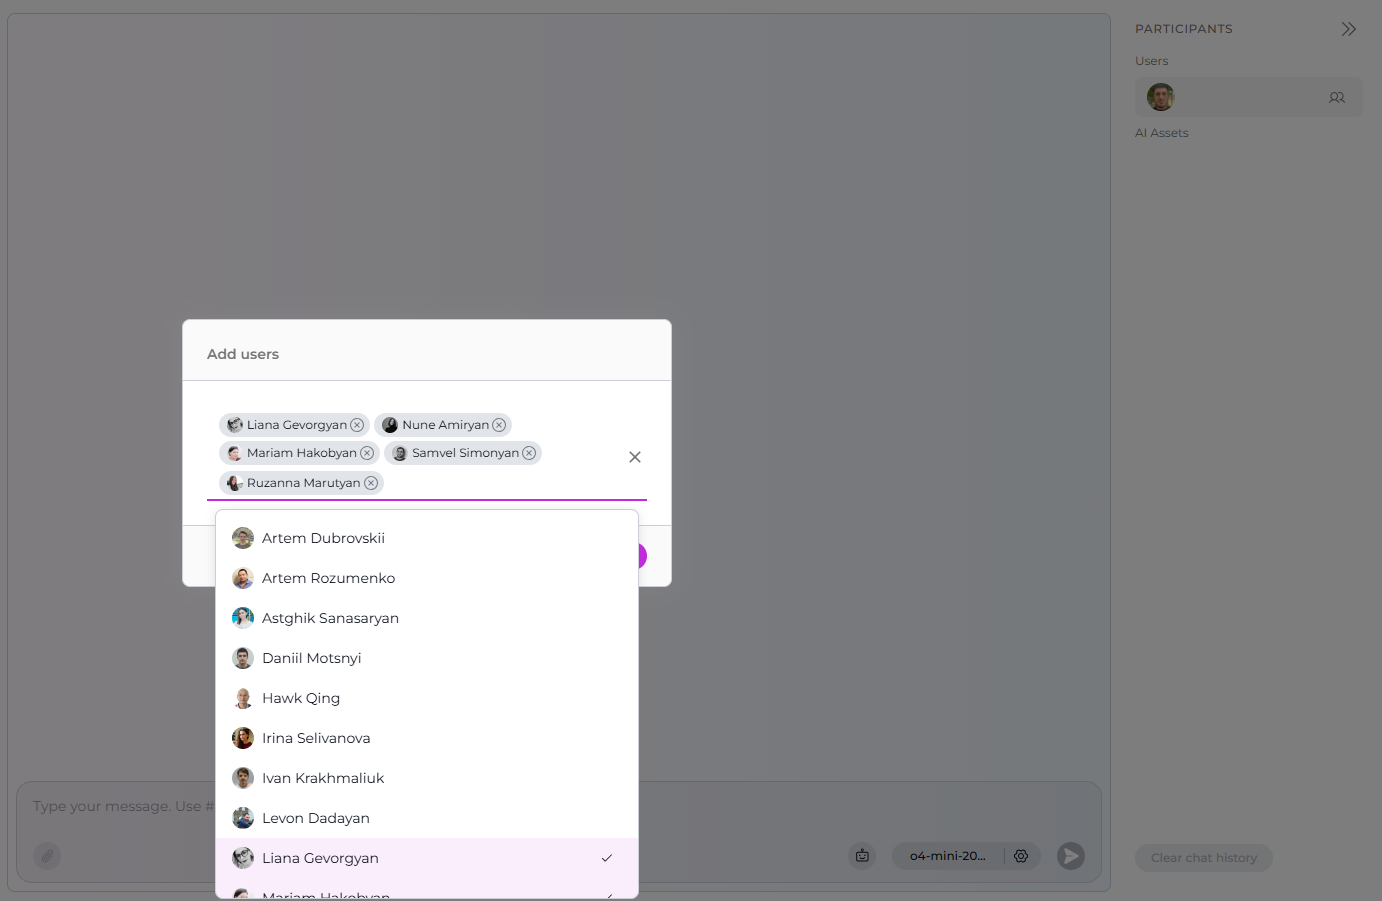 PARTICIPANTS
Users
AI Assets
Add users
Liana Gevorgyan
Nune Amiryan
Mariam Hakobyan
Samvel Simonyan
Ruzanna Marutyan
Artem Dubrovskii
Artem Rozumenko
Astghik Sanasaryan
Daniil Motsnyi
Hawk Qing
Irina Selivanova
Ivan Krakhmaliuk
Levon Dadayan
Liana Gevorgyan
Mariam Hakobyan
Type your message. Use #
o4-mini-20...
Clear chat history